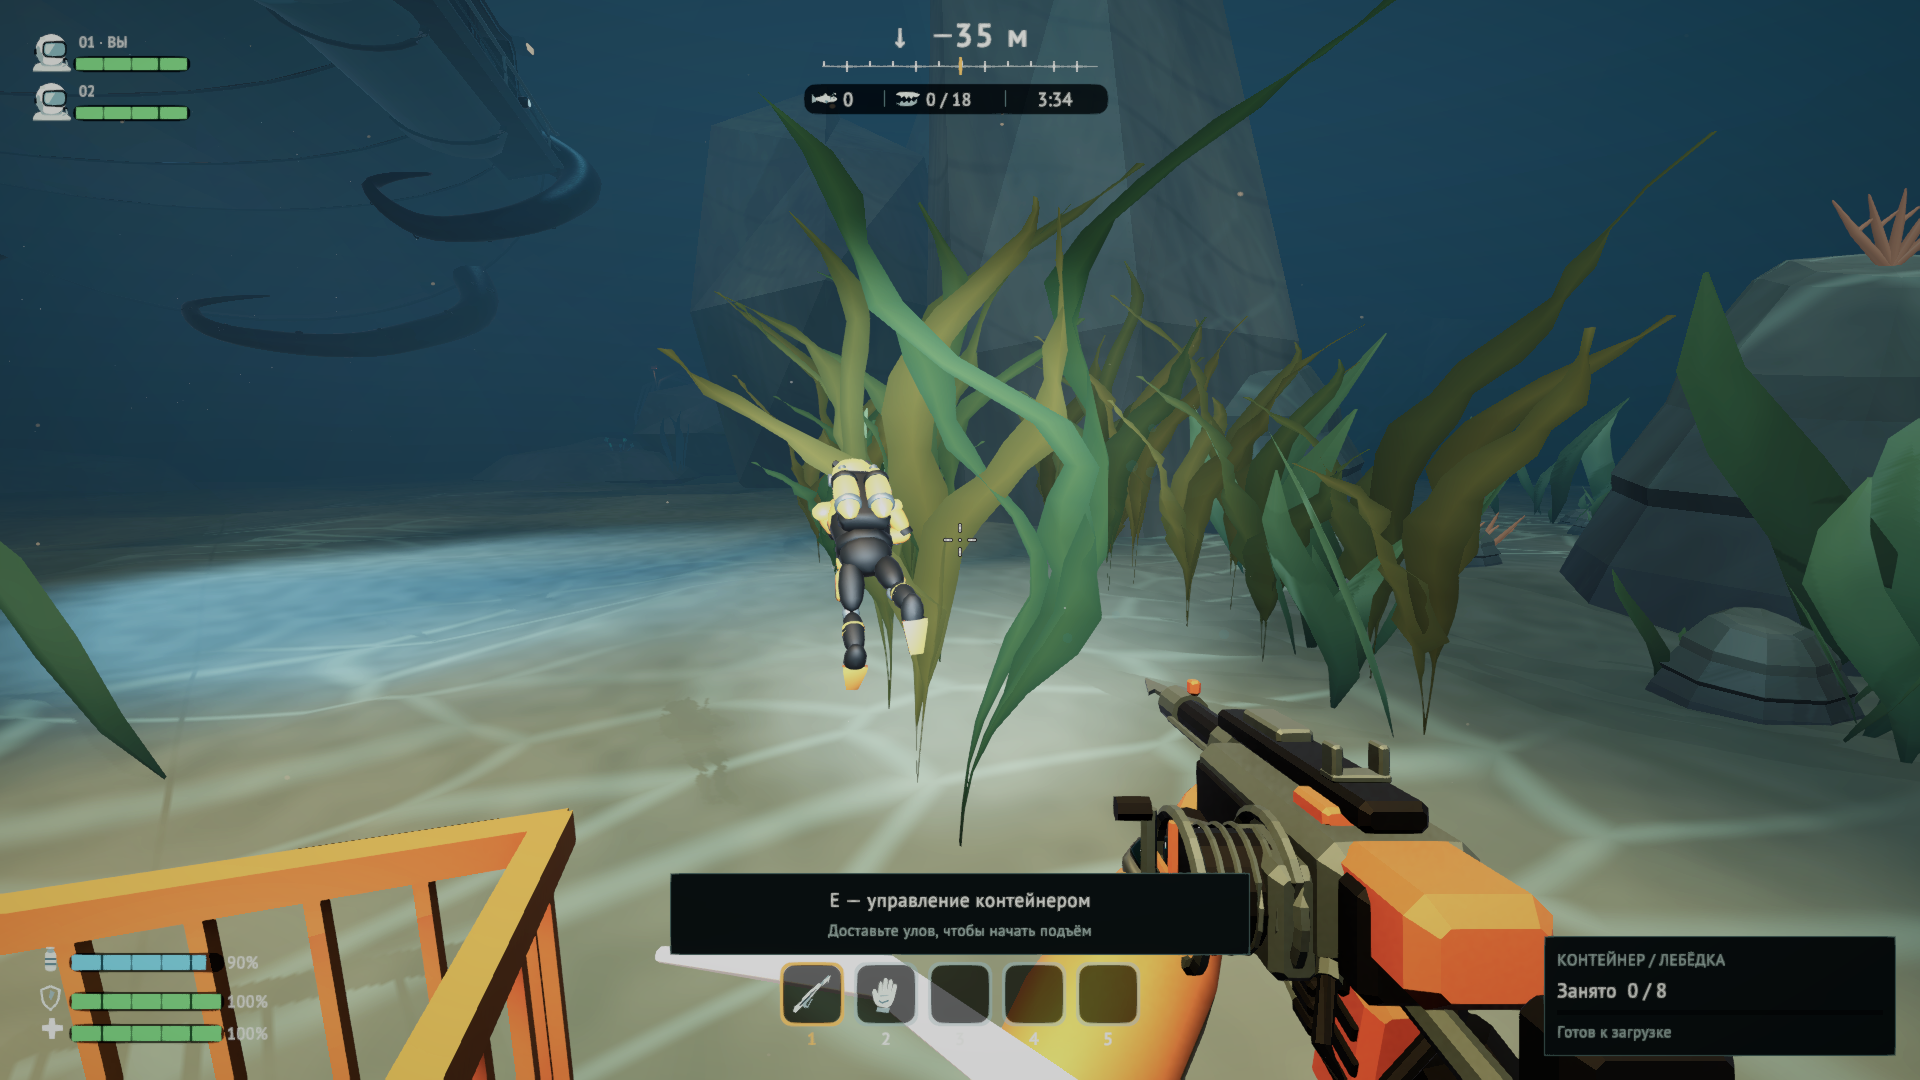 01 · ВЫ
02
−35 м
0
0 / 18
3:34
E — управление контейнером
Доставьте улов, чтобы начать подъём
90%
100%
100%
1
2
3
4
5
КОНТЕЙНЕР / ЛЕБЁДКА
Занято 0 / 8
Готов к загрузке